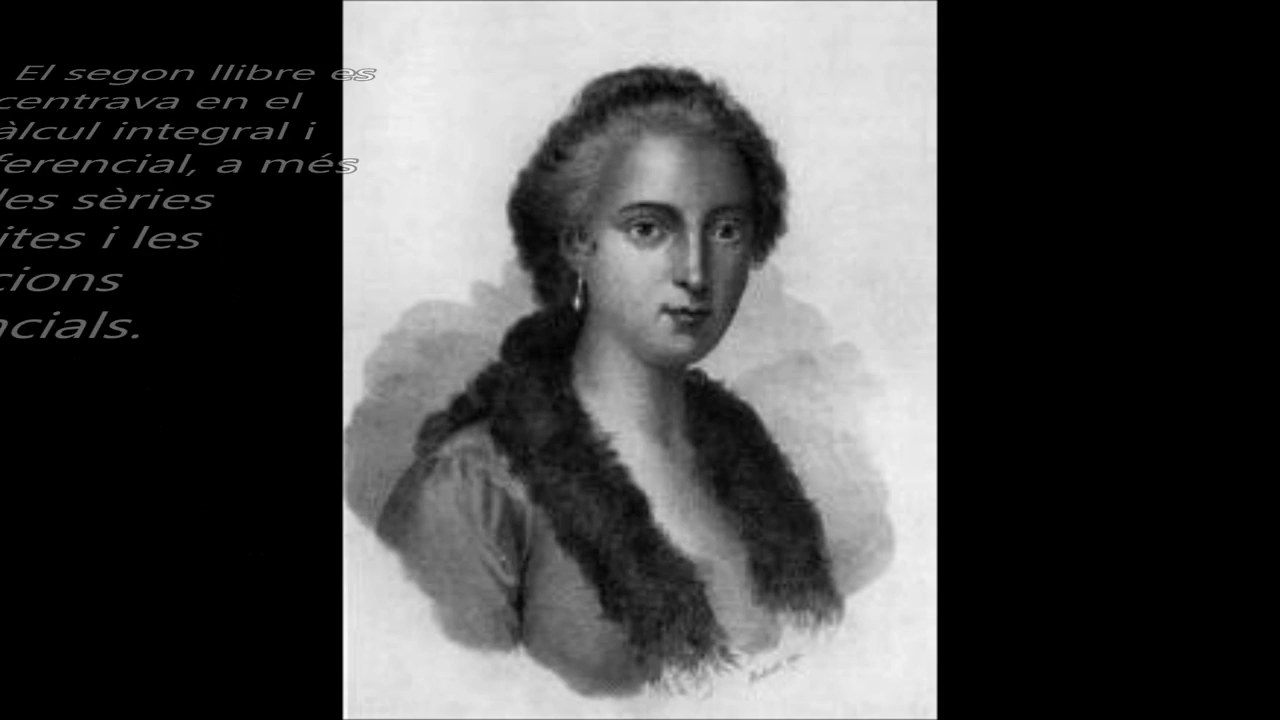 El segon llibre es
centrava en el
àlcul integral i
ferencial, a més
les sèries
ites i les
cions
ncials.